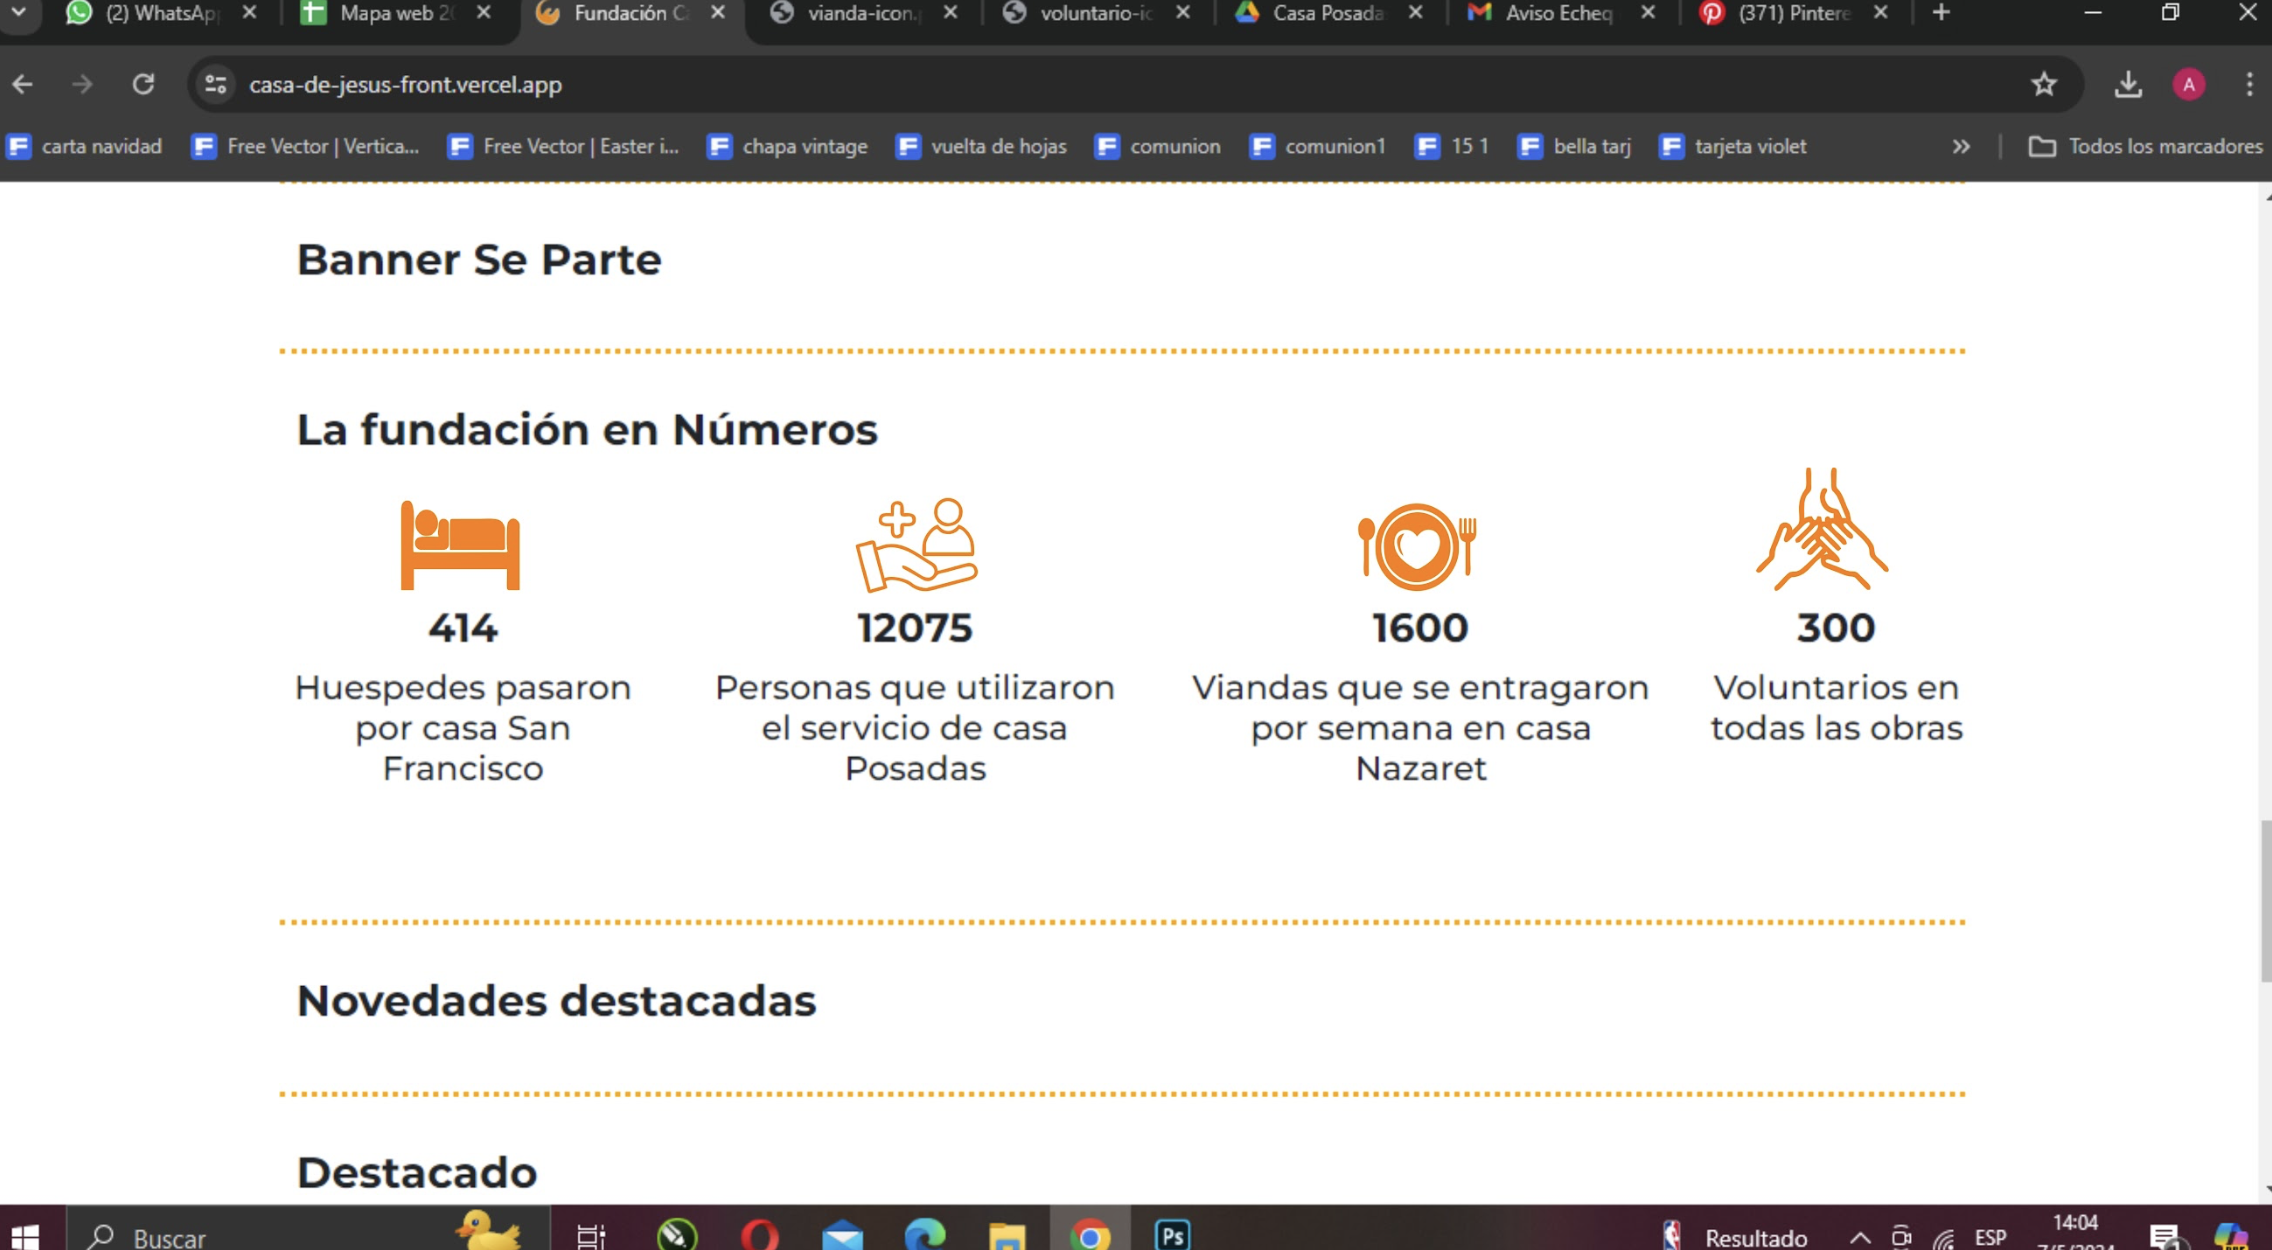 (2) WhatsAp
Mapa web 2
Fundación C
vianda-icon.
voluntario-ic
Casa Posada
Aviso Echeq
(371) Pintere
casa-de-jesus-front.vercel.app
A
carta navidad
Free Vector | Vertica...
Free Vector | Easter i...
chapa vintage
vuelta de hojas
comunion
comunion1
15 1
bella tarj
tarjeta violet
Todos los marcadores
Banner Se Parte
La fundación en Números
414
Huespedes pasaron
por casa San
Francisco
12075
Personas que utilizaron
el servicio de casa
Posadas
1600
Viandas que se entragaron
por semana en casa
Nazaret
300
Voluntarios en
todas las obras
Novedades destacadas
Destacado
Buscar
Ps
Resultado
ESP
14:04